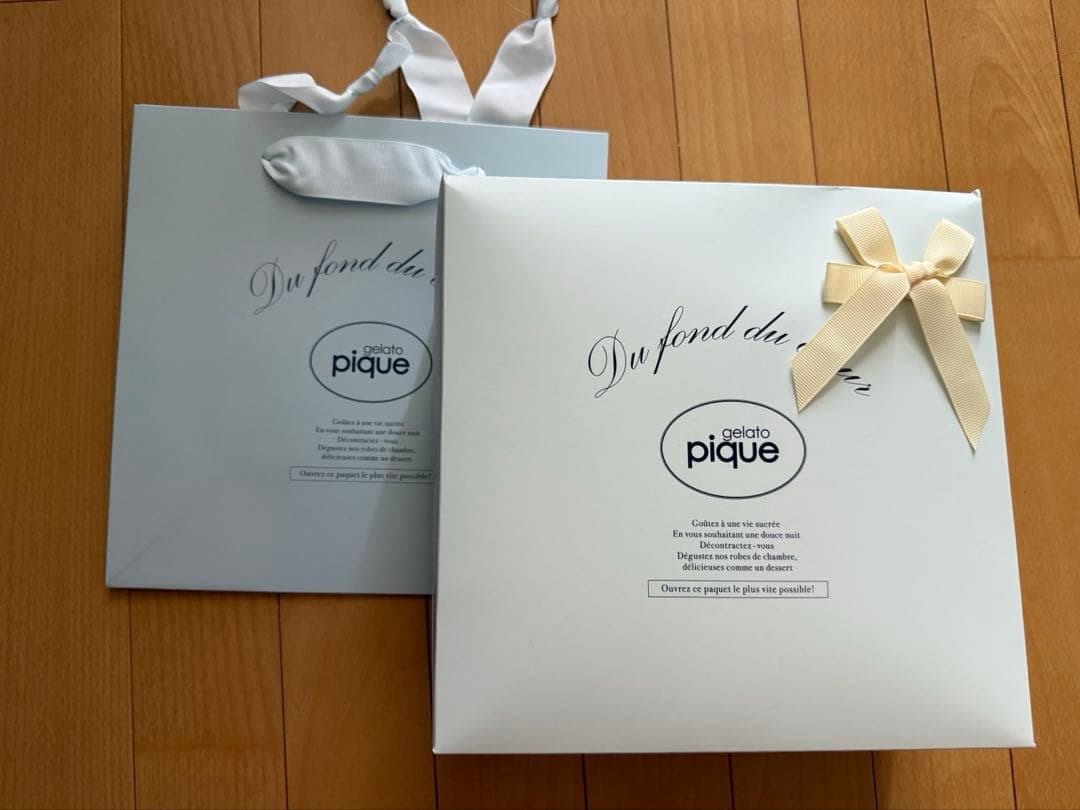 Du fond du
gelato
pique
Goûtez à une vie sucrée
En vous souhaitant une douce nuit
Décontractez - vous
Dégustez nos robes de chambre,
délicieuses comme un dessert
Ouvrez ce paquet le plus vite possible!
Du fond du
gelato
pique
Goûtez à une vie sucrée
En vous souhaitant une douce nuit
Décontractez - vous
Dégustez nos robes de chambre,
délicieuses comme un dessert
Ouvrez ce paquet le plus vite possible!